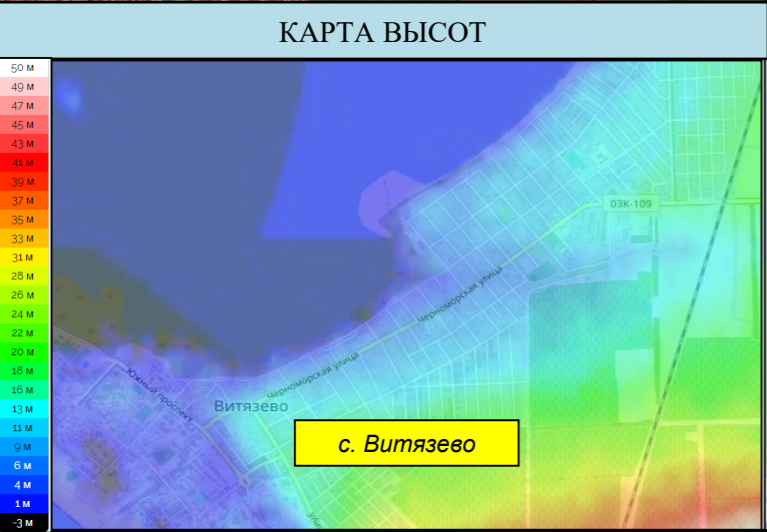 КАРТА ВЫСОТ
50 м
49 м
47 м
45 м
43 м
41 м
39 м
37 м
35 м
33 м
31 м
28 м
26 м
24 м
22 м
20 м
18 м
16 м
13 м
11 м
9 м
6 м
4 м
1 м
-3 м
03К-109
Черноморская улица
Черноморская улица
Южный проспект
Витязево
с. Витязево